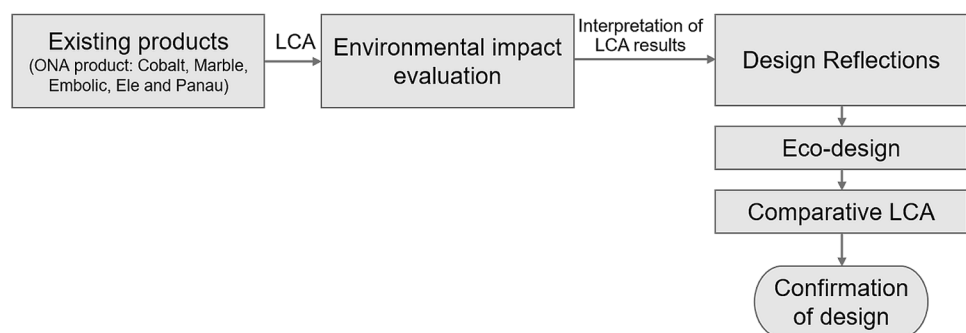 Existing products
(ONA product: Cobalt, Marble,
Embolic, Ele and Panau)
LCA
Environmental impact
evaluation
Interpretation of
LCA results
Design Reflections
Eco-design
Comparative LCA
Confirmation
of design